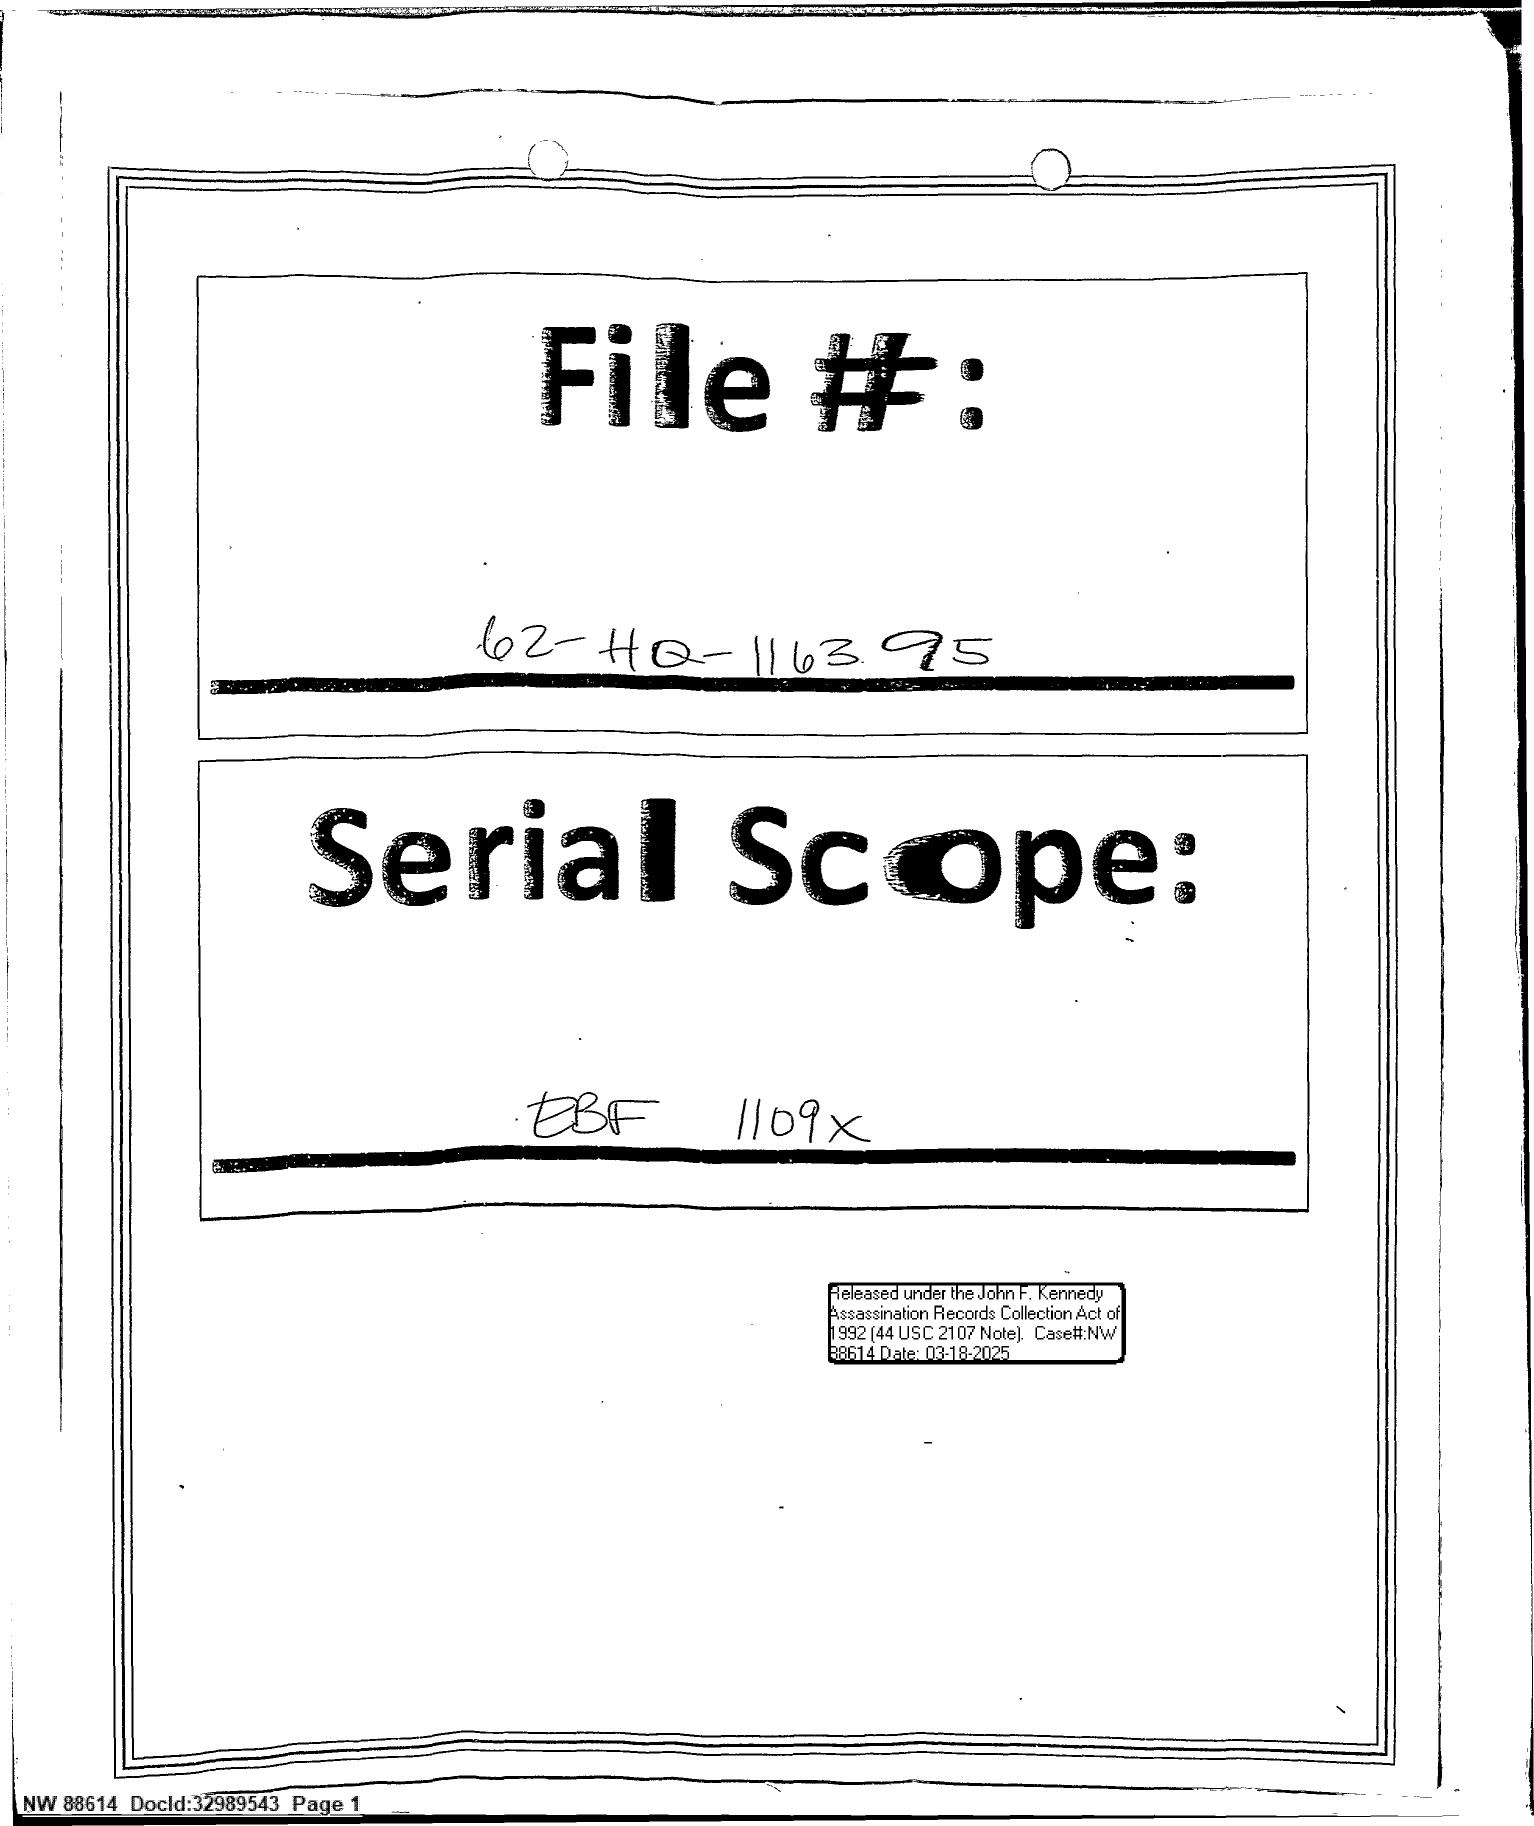 File #:
62-HQ-116395
Serial Scope:
EBF 1109x
Released under the John F. Kennedy
Assassination Records Collection Act of
1992 (44 USC 2107 Note). Case#:NW
88614 Date: 03-18-2025
NW 88614 DocId:32989543 Page 1